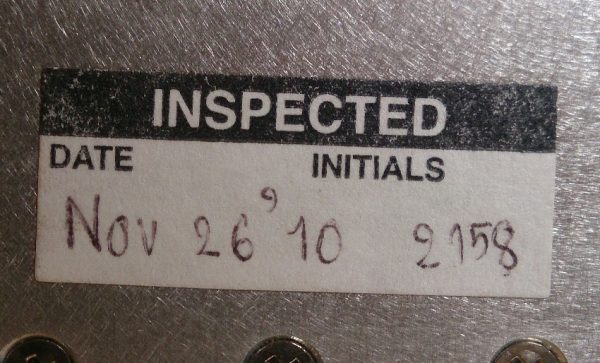 INSPECTED
DATE INITIALS
Nov 26 '10 2158